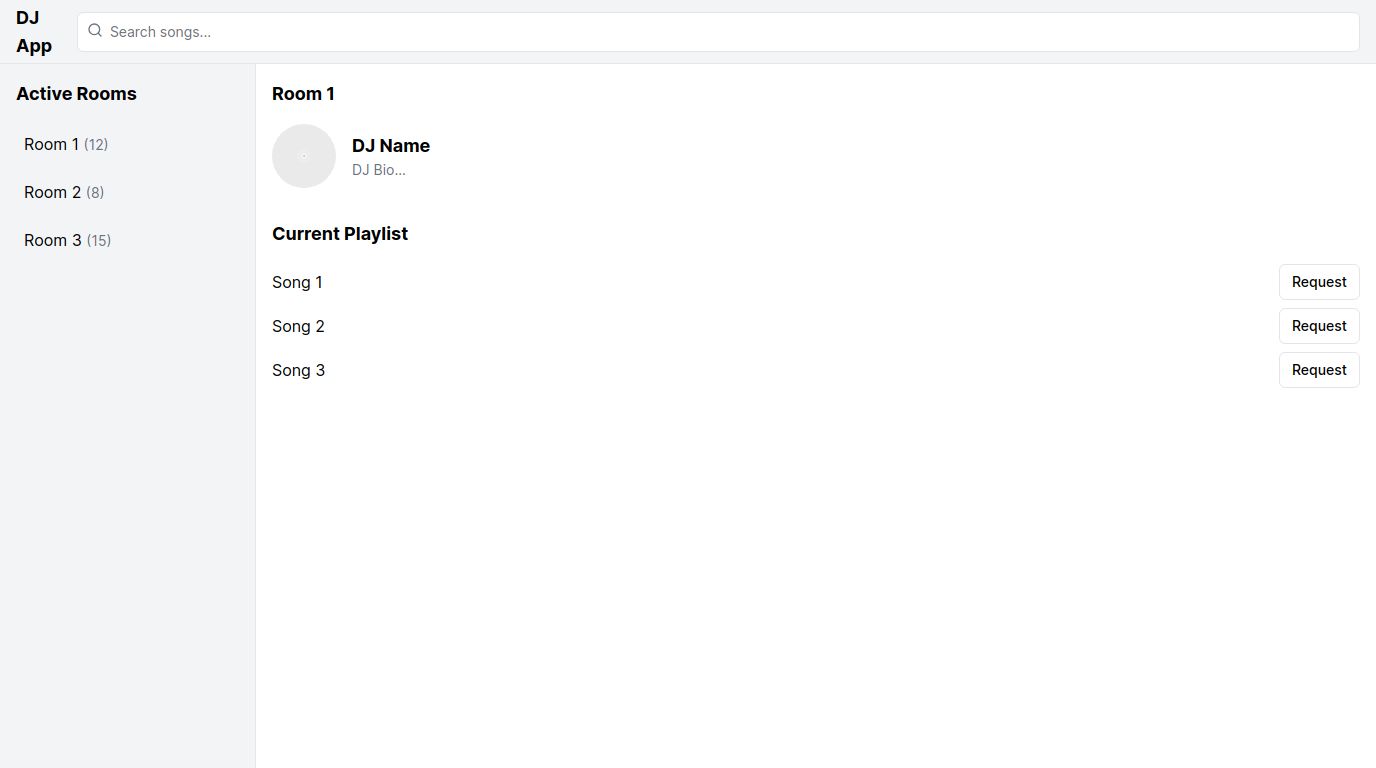 DJ
App
Search songs...
Active Rooms
Room 1 (12)
Room 2 (8)
Room 3 (15)
Room 1
DJ Name
DJ Bio...
Current Playlist
Song 1 Request
Song 2 Request
Song 3 Request